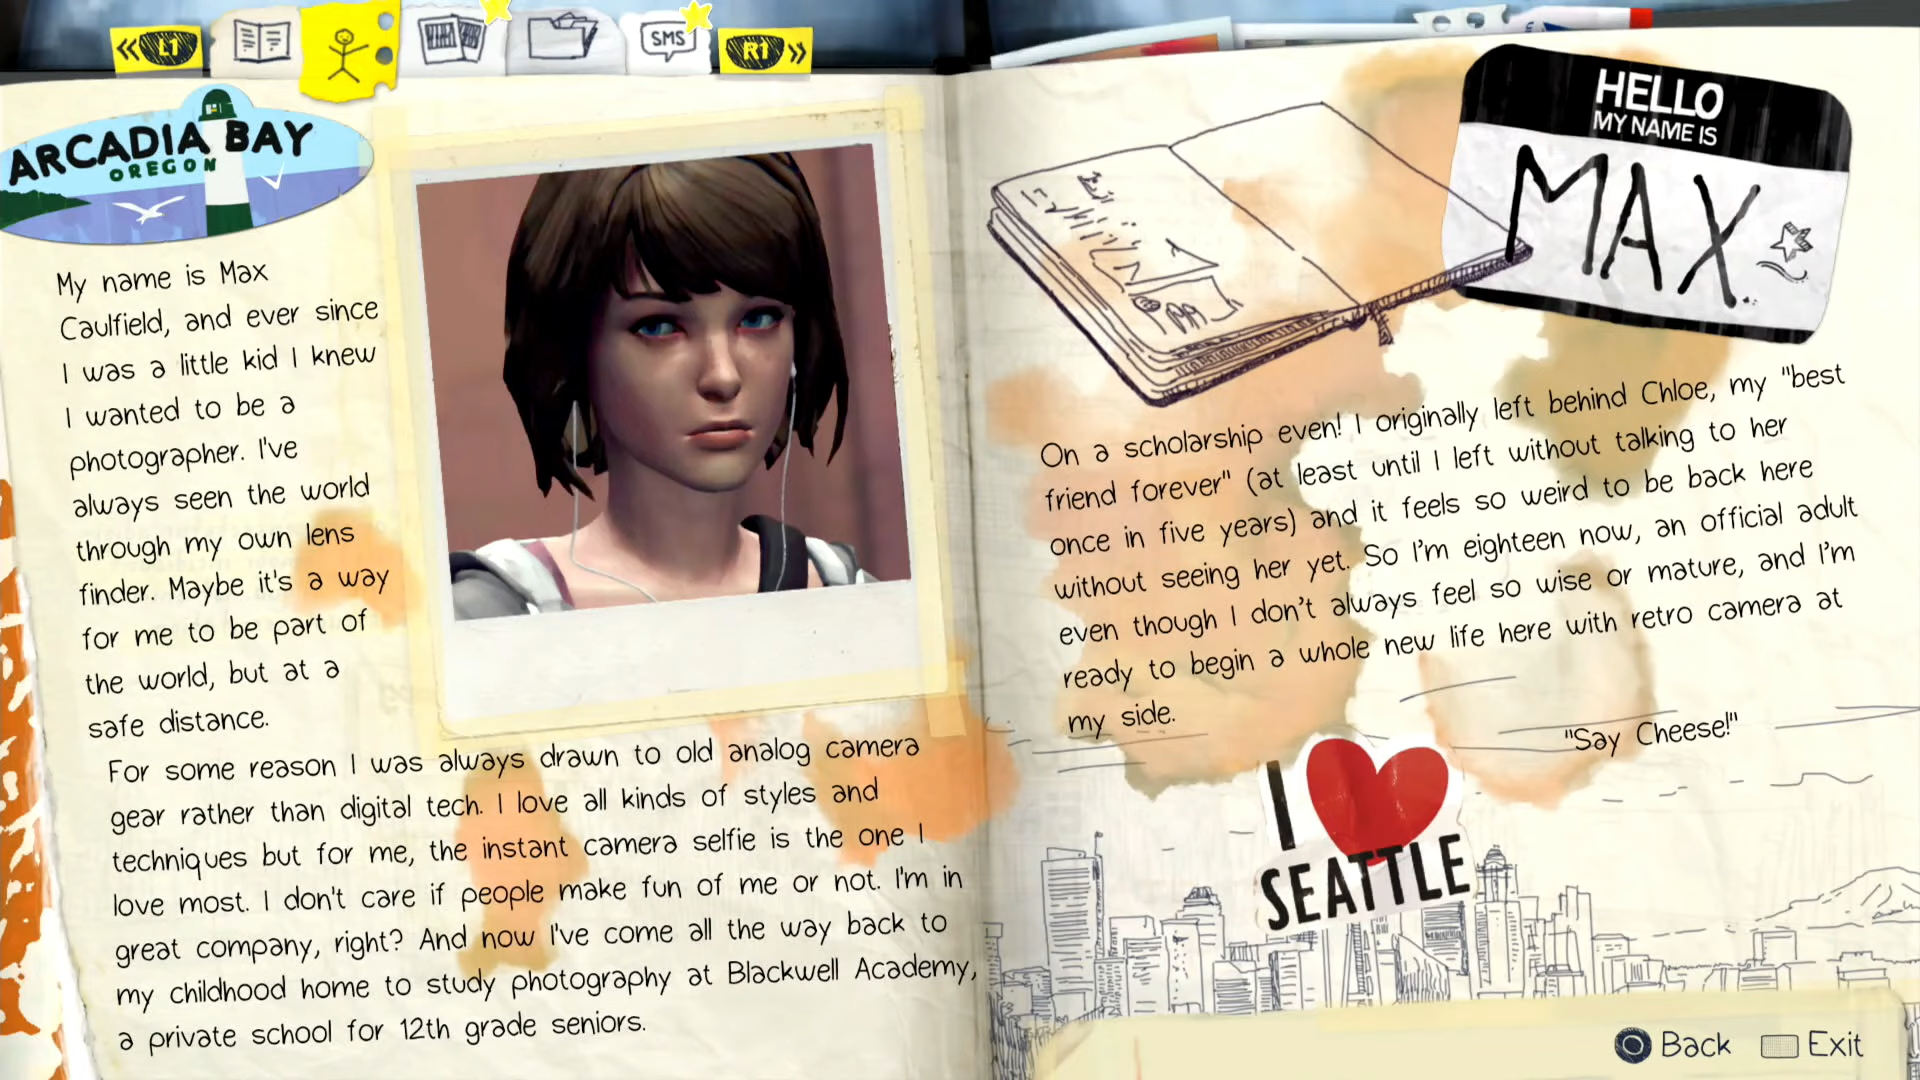 L1
SMS
R1
ARCADIA BAY
OREGON
My name is Max
Caulfield, and ever since
I was a little kid I knew
I wanted to be a
photographer. I've
always seen the world
through my own lens
finder. Maybe it's a way
for me to be part of
the world, but at a
safe distance.
For some reason I was always drawn to old analog camera
gear rather than digital tech. I love all kinds of styles and
techniques but for me, the instant camera selfie is the one I
love most. I don't care if people make fun of me or not. I'm in
great company, right? And now I've come all the way back to
my childhood home to study photography at Blackwell Academy,
a private school for 12th grade seniors.
HELLO
MY NAME IS
MAX.
On a scholarship even! I originally left behind Chloe, my "best
friend forever" (at least until I left without talking to her
once in five years) and it feels so weird to be back here
without seeing her yet. So I'm eighteen now, an official adult
even though I don't always feel so wise or mature, and I'm
ready to begin a whole new life here with retro camera at
my side.
"Say Cheese!"
I
SEATTLE
Back
Exit